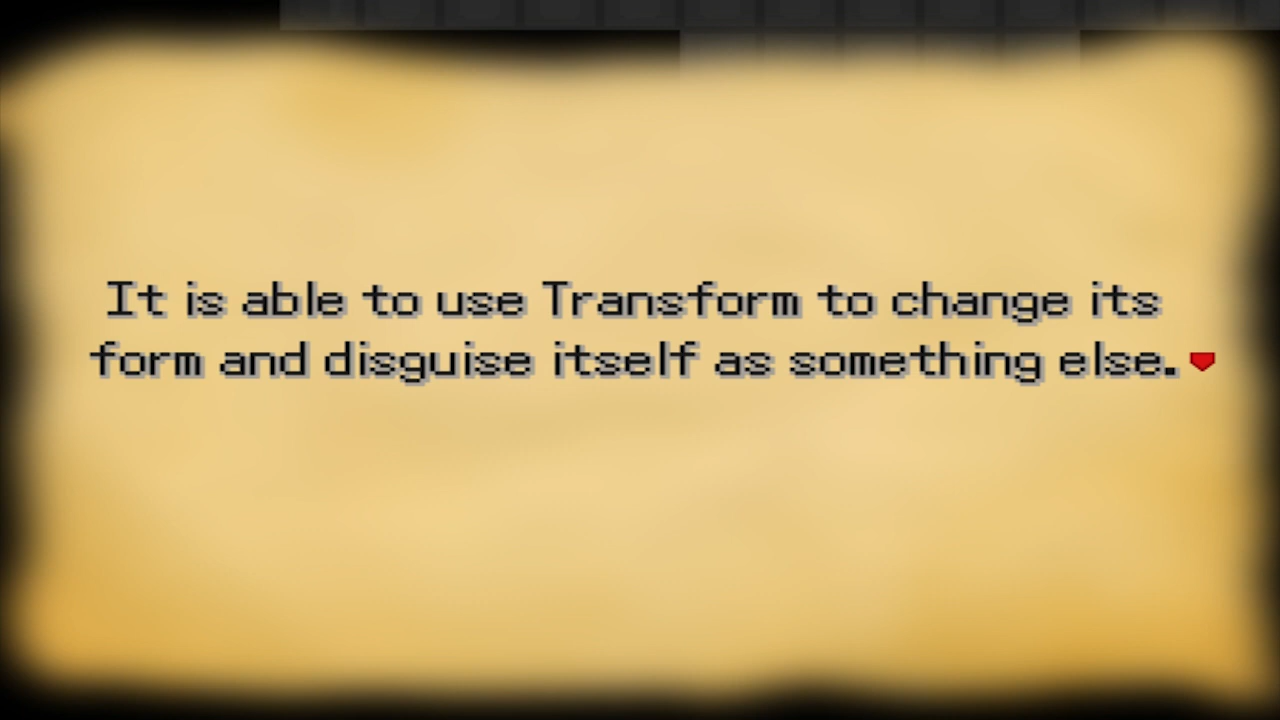 It is able to use Transform to change its
form and disguise itself as something else.